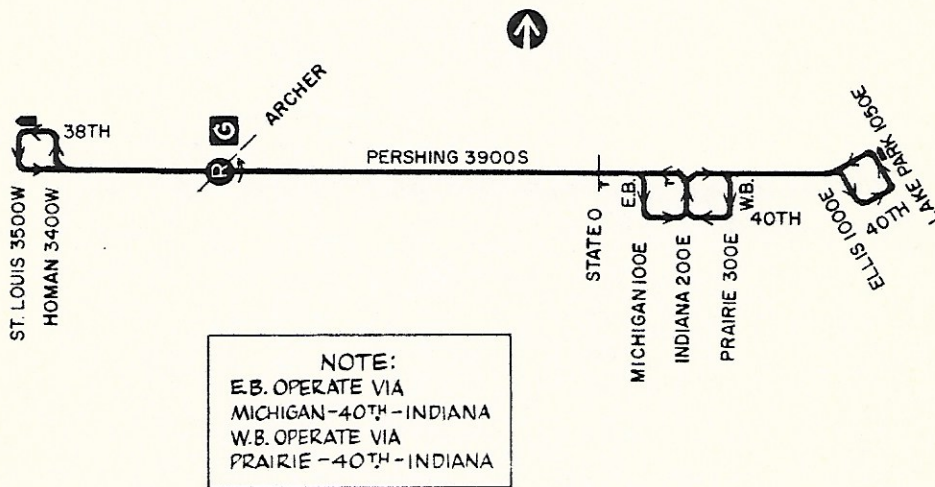 ARCHER
38TH
G
R
PERSHING 3900S
ST. LOUIS 3500W
HOMAN 3400W
STATE 0
T
E.B.
T
W.B.
40TH
MICHIGAN 100E
INDIANA 200E
PRAIRIE 300E
ELLIS 1000E
40TH
LAKE PARK 1050E
NOTE:
E.B. OPERATE VIA
MICHIGAN-40TH-INDIANA
W.B. OPERATE VIA
PRAIRIE-40TH-INDIANA